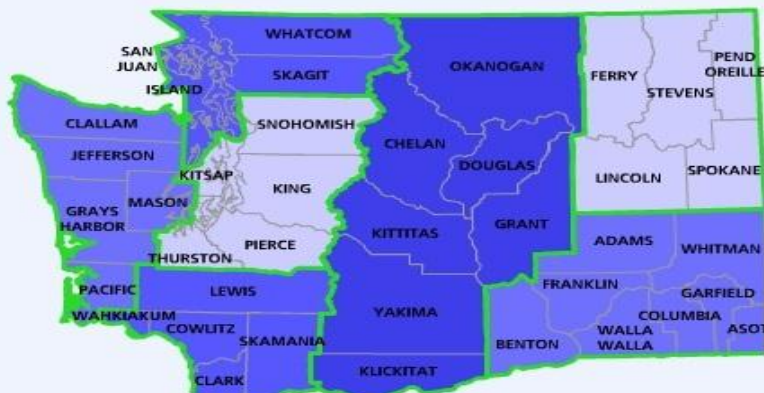 WHATCOM
SAN
JUAN
SKAGIT
ISLAND
OKANOGAN
FERRY
PEND
OREILLE
STEVENS
CLALLAM
SNOHOMISH
JEFFERSON
CHELAN
DOUGLAS
KITSAP
KING
LINCOLN
SPOKANE
MASON
GRAYS
HARBOR
GRANT
KITTITAS
ADAMS
WHITMAN
PIERCE
THURSTON
PACIFIC
LEWIS
FRANKLIN
GARFIELD
YAKIMA
COLUMBIA
WAHKIAKUM
COWLITZ
SKAMANIA
WALLA
WALLA
ASOT
BENTON
KLICKITAT
CLARK